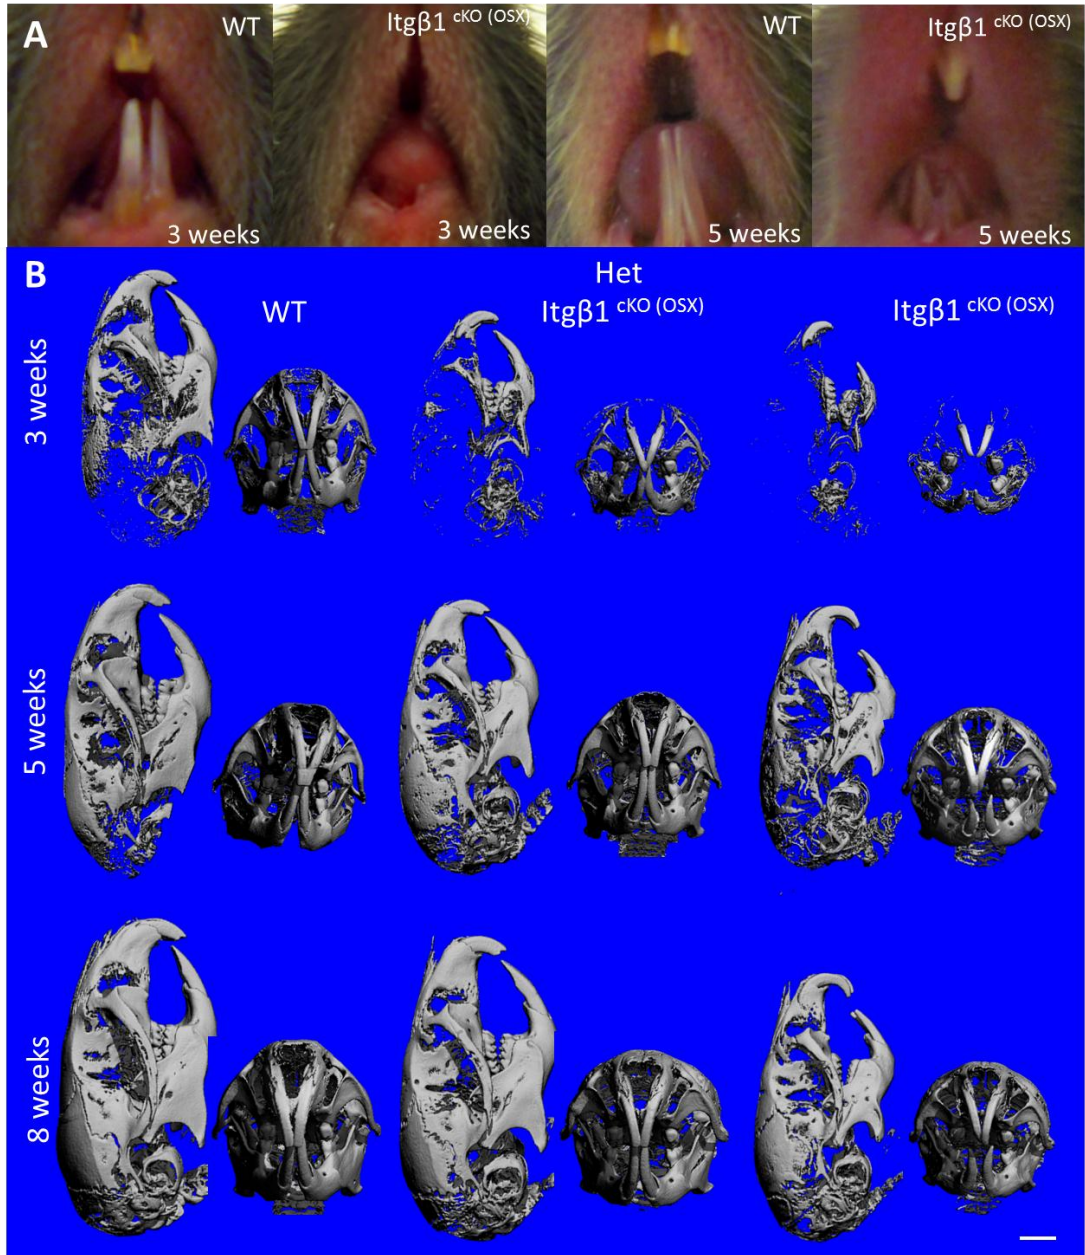 A
WT
Itgβ1 cKO (OSX)
WT
Itgβ1 cKO (OSX)
3 weeks
3 weeks
5 weeks
5 weeks
B
WT
Het
Itgβ1 cKO (OSX)
Itgβ1 cKO (OSX)
3 weeks
5 weeks
8 weeks